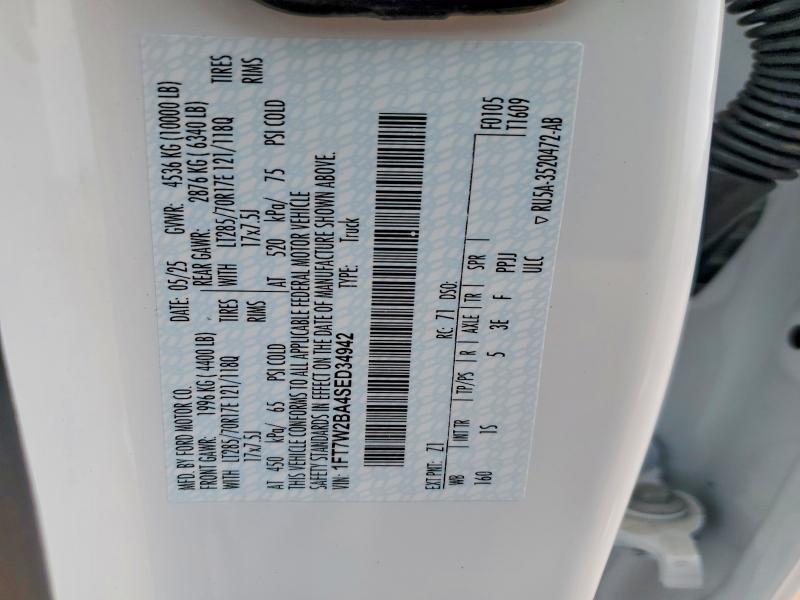 MFD. BY FORD MOTOR CO.
DATE: 05/25 GVWR: 4536 KG (10000 LB)
FRONT GAWR: 1996 KG ( 4400 LB) REAR GAWR: 2876 KG ( 6340 LB)
WITH LT285/70R17E 121/118Q TIRES WITH LT285/70R17E 121/118Q TIRES
17x7.5J RIMS 17x7.5J RIMS
AT 450 kPa/ 65 PSI COLD AT 520 kPa/ 75 PSI COLD
THIS VEHICLE CONFORMS TO ALL APPLICABLE FEDERAL MOTOR VEHICLE
SAFETY STANDARDS IN EFFECT ON THE DATE OF MANUFACTURE SHOWN ABOVE.
VIN: 1FT7W2BA4SED34942 TYPE: Truck
F0105
T1609
EXT PNT: Z1 RC: 71 DSO:
WB INT TR TP/PS R AXLE TR SPR
160 1S 5 3E F PPJJ
ULC
▽ RU5A-3520472-AB